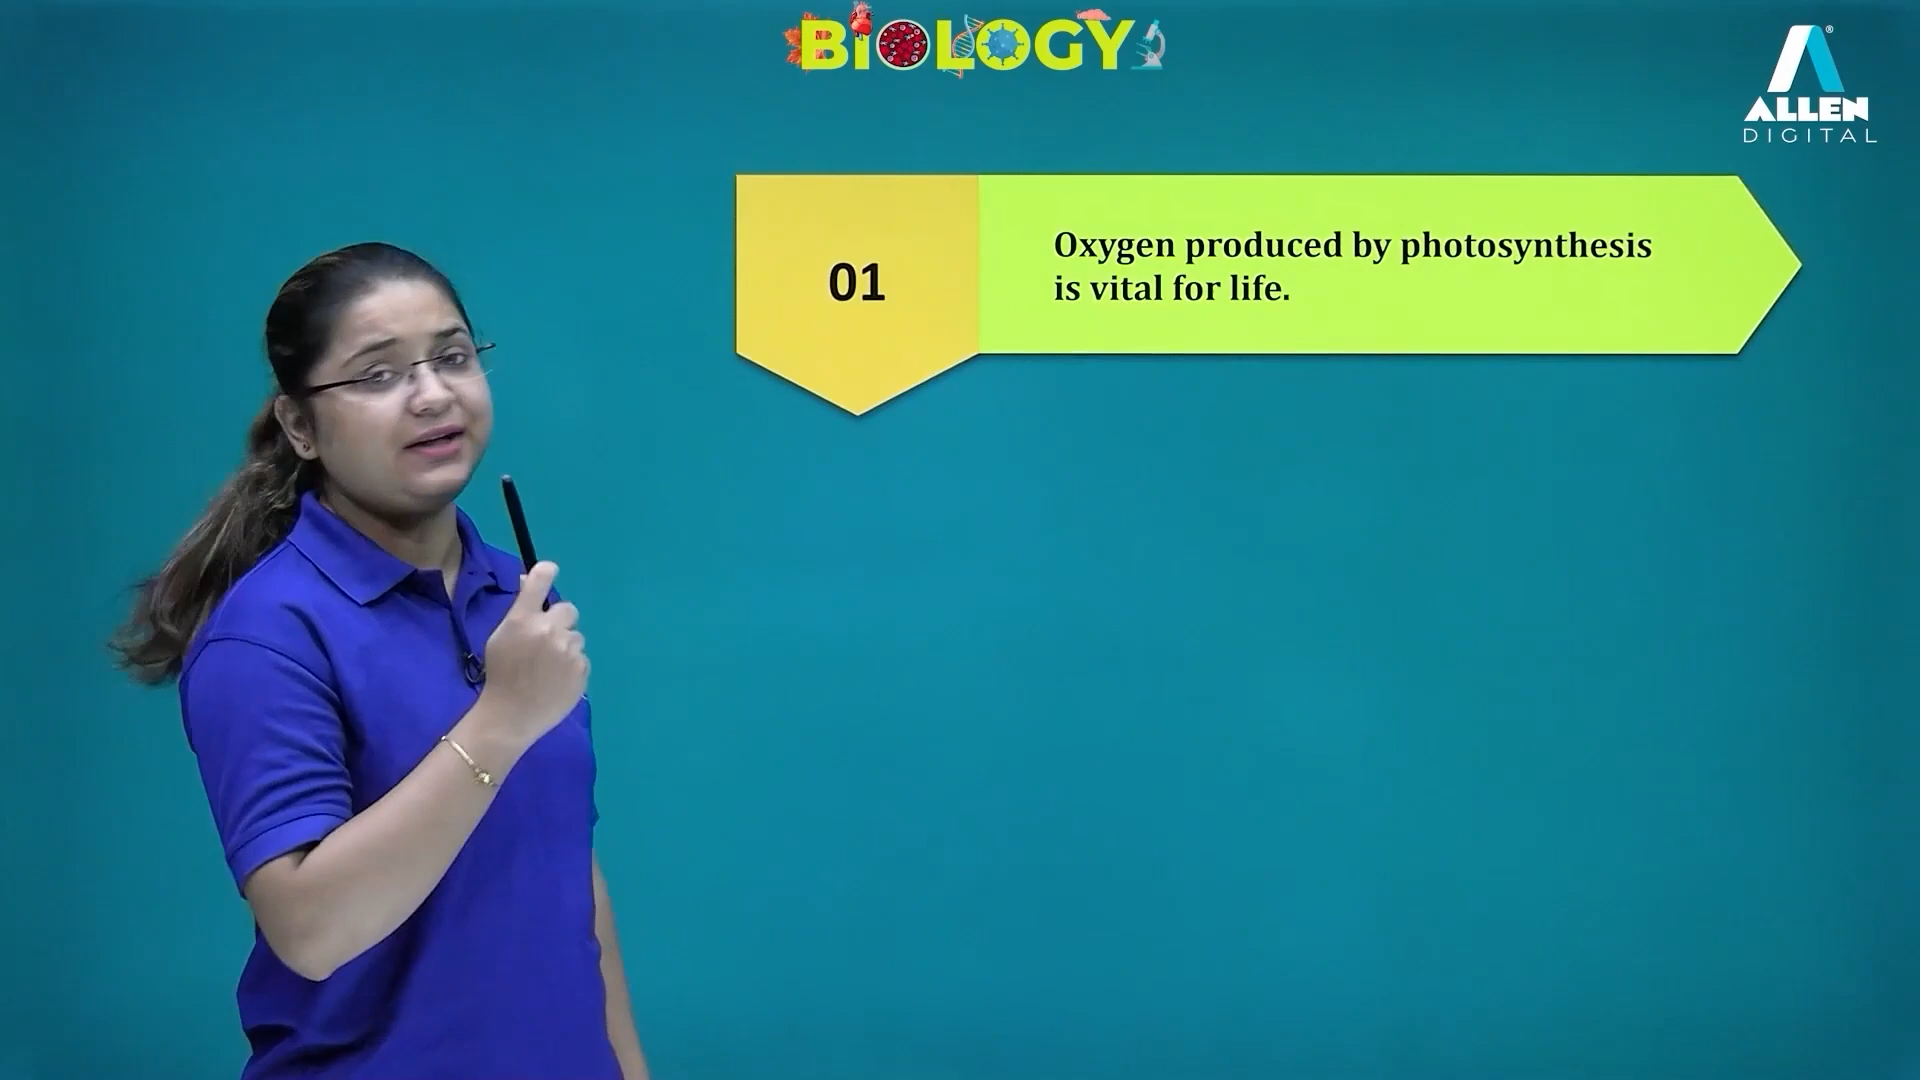 BIOLOGY
ALLEN
DIGITAL
01
Oxygen produced by photosynthesis
is vital for life.